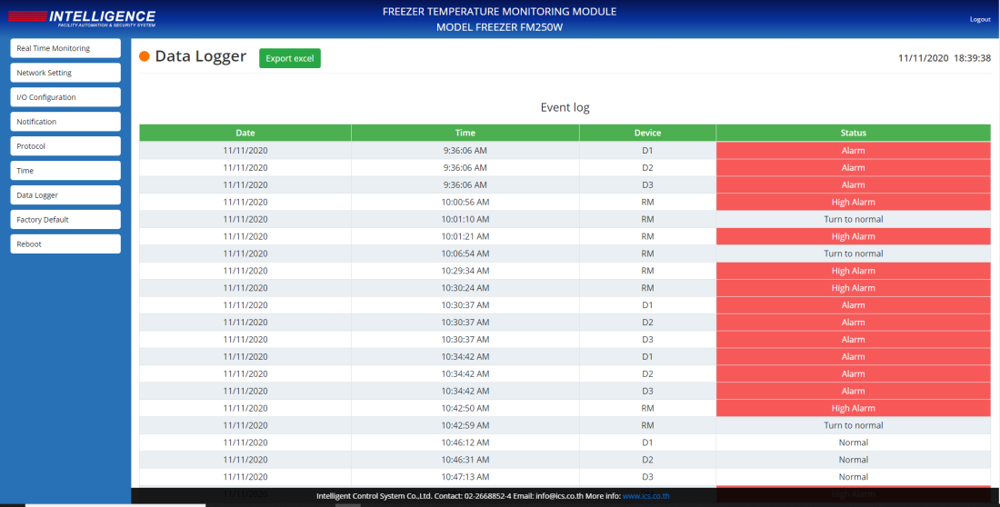 INTELLIGENCE
FACILITY AUTOMATION & SECURITY SYSTEM
FREEZER TEMPERATURE MONITORING MODULE
MODEL FREEZER FM250W
Logout
Real Time Monitoring
Network Setting
I/O Configuration
Notification
Protocol
Time
Data Logger
Factory Default
Reboot
Data Logger Export excel 11/11/2020 18:39:38
Event log
Date Time Device Status
11/11/2020 9:36:06 AM D1 Alarm
11/11/2020 9:36:06 AM D2 Alarm
11/11/2020 9:36:06 AM D3 Alarm
11/11/2020 10:00:56 AM RM High Alarm
11/11/2020 10:01:10 AM RM Turn to normal
11/11/2020 10:01:21 AM RM High Alarm
11/11/2020 10:06:54 AM RM Turn to normal
11/11/2020 10:29:34 AM RM High Alarm
11/11/2020 10:30:24 AM RM High Alarm
11/11/2020 10:30:37 AM D1 Alarm
11/11/2020 10:30:37 AM D2 Alarm
11/11/2020 10:30:37 AM D3 Alarm
11/11/2020 10:34:42 AM D1 Alarm
11/11/2020 10:34:42 AM D2 Alarm
11/11/2020 10:34:42 AM D3 Alarm
11/11/2020 10:42:50 AM RM High Alarm
11/11/2020 10:42:59 AM RM Turn to normal
11/11/2020 10:46:12 AM D1 Normal
11/11/2020 10:46:31 AM D2 Normal
11/11/2020 10:47:13 AM D3 Normal
Intelligent Control System Co.,Ltd. Contact: 02-2668852-4 Email: info@ics.co.th More info: www.ics.co.th